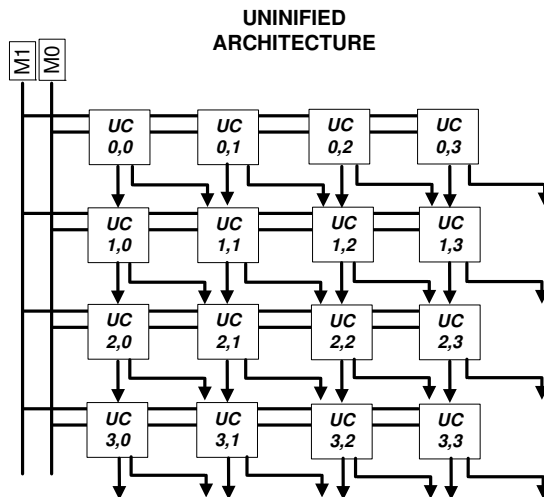 UNINIFIED
ARCHITECTURE
M1
M0
UC
0,0
UC
0,1
UC
0,2
UC
0,3
UC
1,0
UC
1,1
UC
1,2
UC
1,3
UC
2,0
UC
2,1
UC
2,2
UC
2,3
UC
3,0
UC
3,1
UC
3,2
UC
3,3